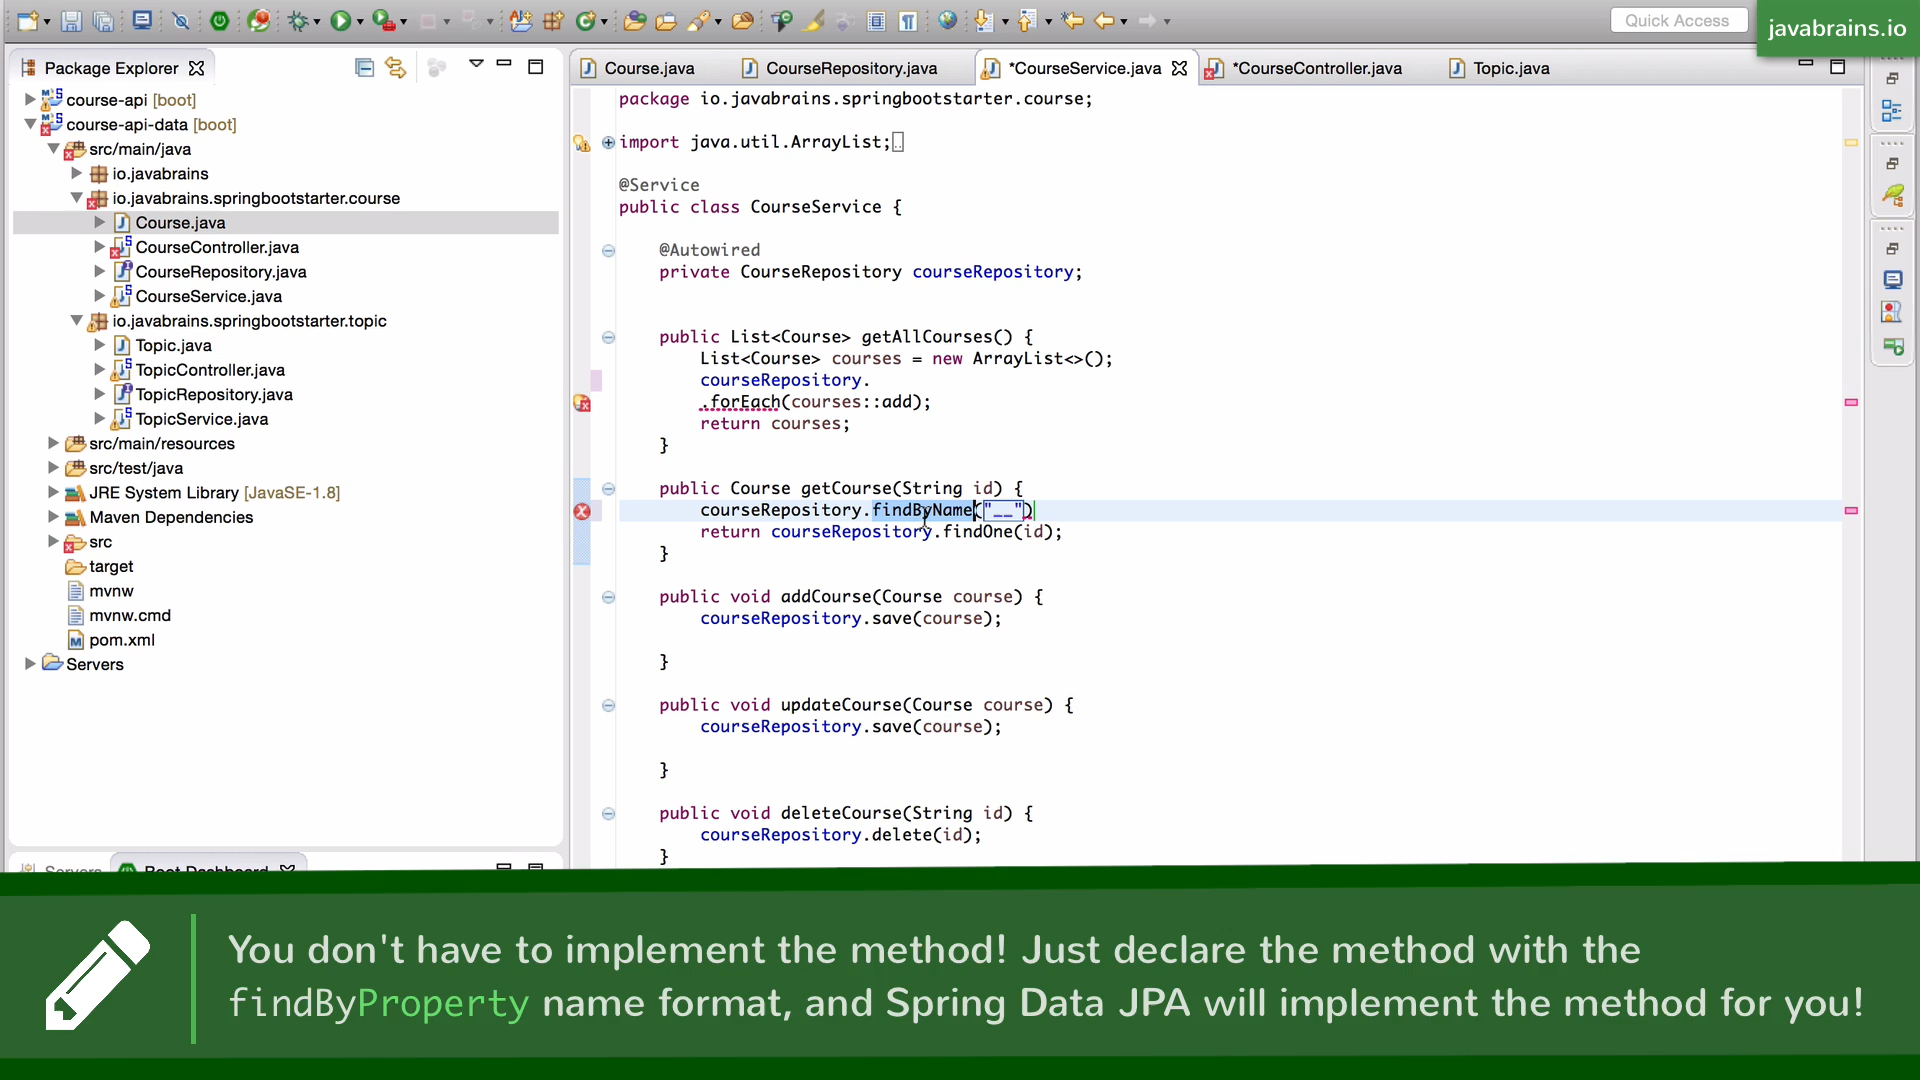 Quick Access
javabrains.io
Package Explorer
course-api [boot]
course-api-data [boot]
src/main/java
io.javabrains
io.javabrains.springbootstarter.course
Course.java
CourseController.java
CourseRepository.java
CourseService.java
io.javabrains.springbootstarter.topic
Topic.java
TopicController.java
TopicRepository.java
TopicService.java
src/main/resources
src/test/java
JRE System Library [JavaSE-1.8]
Maven Dependencies
src
target
mvnw
mvnw.cmd
pom.xml
Servers
Servers Boot Dashboard
Course.java CourseRepository.java *CourseService.java *CourseController.java Topic.java
package io.javabrains.springbootstarter.course;
import java.util.ArrayList;
@Service
public class CourseService {
@Autowired
private CourseRepository courseRepository;
public List<Course> getAllCourses() {
List<Course> courses = new ArrayList<>();
courseRepository.
.forEach(courses::add);
return courses;
}
public Course getCourse(String id) {
courseRepository.findByName("__")
return courseRepository.findOne(id);
}
public void addCourse(Course course) {
courseRepository.save(course);
}
public void updateCourse(Course course) {
courseRepository.save(course);
}
public void deleteCourse(String id) {
courseRepository.delete(id);
}
You don't have to implement the method! Just declare the method with the
findByProperty name format, and Spring Data JPA will implement the method for you!